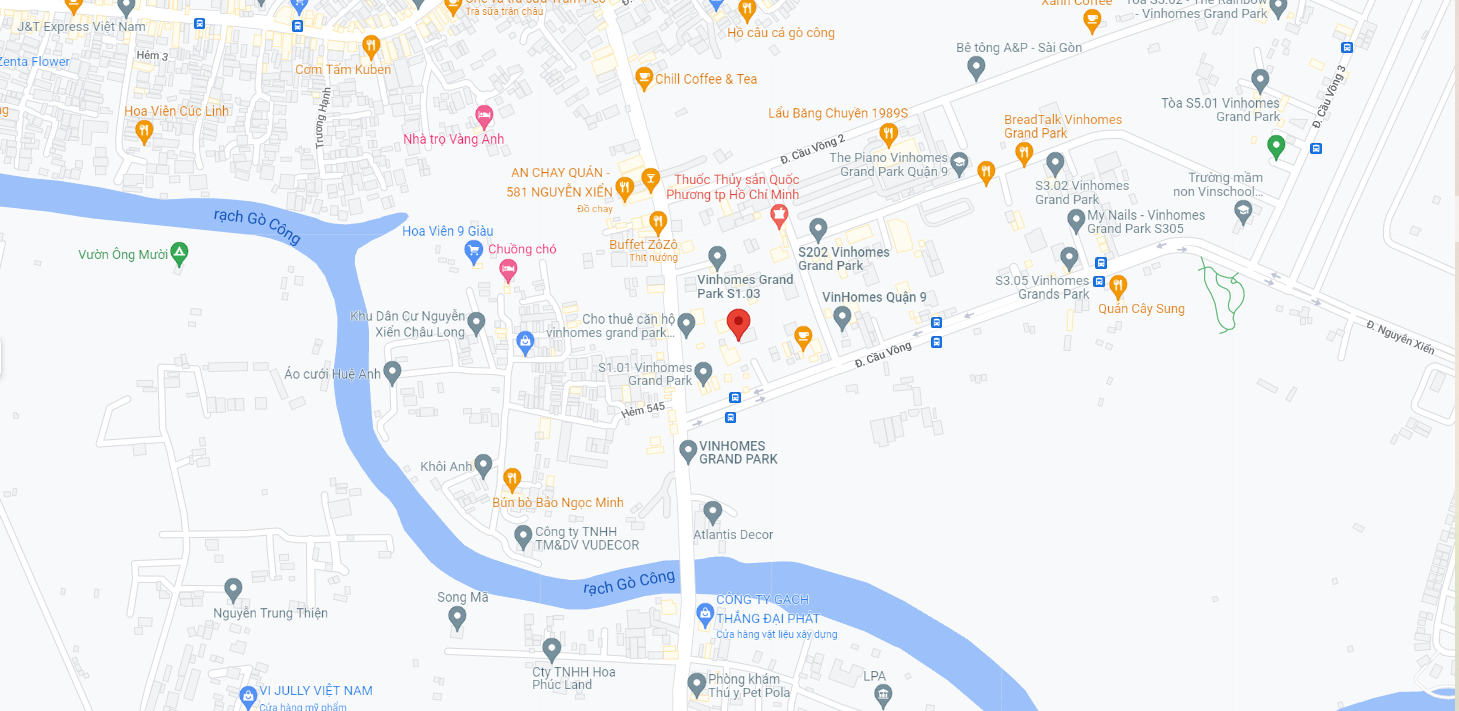 Trà sữa trân châu
J&T Express Việt Nam
Hẻm 3
Zenta Flower
Cơm Tấm Kuben
Hoa Viên Cúc Linh
Trương Hạnh
Nhà trọ Vàng Anh
Hồ câu cá gò công
Chill Coffee & Tea
Xanh Coffee
Tòa S5.02 - The Rainbow
- Vinhomes Grand Park
Bê tông A&P - Sài Gòn
Tòa S5.01 Vinhomes
Grand Park
Đ. Cầu Vồng 3
Lẩu Băng Chuyền 1989S
BreadTalk Vinhomes
Grand Park
Đ. Cầu Vồng 2
The Piano Vinhomes
Grand Park Quận 9
AN CHAY QUÁN -
581 NGUYỄN XIỂN
Đồ chay
Thuốc Thủy sản Quốc
Phương tp Hồ Chí Minh
S3.02 Vinhomes
Grand Park
Trường mầm
non Vinschool...
My Nails - Vinhomes
Grand Park S305
rạch Gò Công
Vườn Ông Mười
Hoa Viên 9 Giàu
Chuồng chó
Buffet ZôZô
Thịt nướng
S202 Vinhomes
Grand Park
Vinhomes Grand
Park S1.03
VinHomes Quận 9
S3.05 Vinhomes
Grands Park
Quán Cây Sung
Khu Dân Cư Nguyễn
Xiển Châu Long
Cho thuê căn hộ
vinhomes grand park...
Đ. Nguyễn Xiển
Đ. Cầu Vồng
Áo cưới Huệ Anh
S1.01 Vinhomes
Grand Park
Hẻm 545
VINHOMES
GRAND PARK
Khôi Anh
Bún bò Bảo Ngọc Minh
Công ty TNHH
TM&DV VUDECOR
Atlantis Decor
rạch Gò Công
Nguyễn Trung Thiện
Song Mã
CÔNG TY GẠCH
THẮNG ĐẠI PHÁT
Cửa hàng vật liệu xây dựng
Cty TNHH Hoa
Phúc Land
Phòng khám
Thú y Pet Pola
LPA
VI JULLY VIỆT NAM
Cửa hàng mỹ phẩm